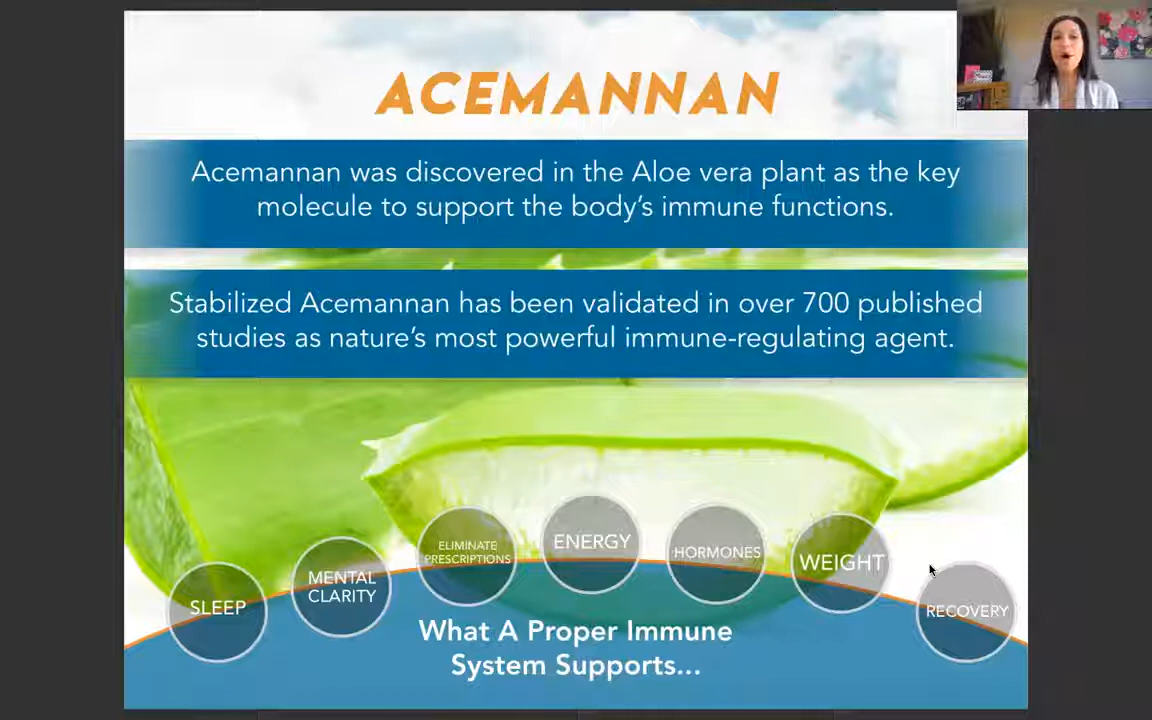 ACEMANNAN
Acemannan was discovered in the Aloe vera plant as the key
molecule to support the body's immune functions.
Stabilized Acemannan has been validated in over 700 published
studies as nature's most powerful immune-regulating agent.
SLEEP
MENTAL
CLARITY
ELIMINATE
PRESCRIPTIONS
ENERGY
HORMONES
WEIGHT
RECOVERY
What A Proper Immune
System Supports...